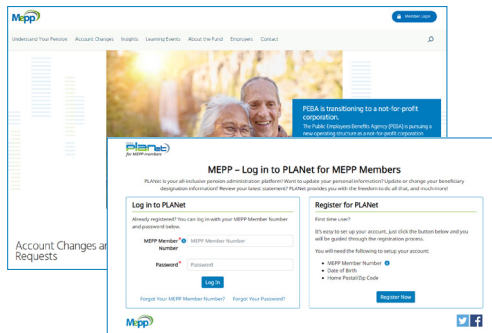 Mepp
Member Login
Understand Your Pension Account Changes Insights Learning Events About the Fund Employers Contact
PEBA is transitioning to a not-for-profit
corporation.
The Public Employees Benefits Agency (PEBA) is pursuing a
new operating structure as a not-for-profit corporation
Account Changes an
Requests
planet
for MEPP members
MEPP – Log in to PLANet for MEPP Members
PLANet is your all-inclusive pension administration platform! Want to update your personal information? Update or change your beneficiary
designation information? Review your latest statement? PLANet provides you with the freedom to do all that, and much more!
Log in to PLANet
Already registered? You can log in with your MEPP Member Number
and password below.
MEPP Member* MEPP Member Number
Number
Password* Password
Log In
Forgot Your MEPP Member Number? Forgot Your Password?
Register for PLANet
First time user?
It's easy to set up your account, just click the button below and you
will be guided through the registration process.
You will need the following to setup your account:
• MEPP Member Number
• Date of Birth
• Home Postal/Zip Code
Register Now
Mepp